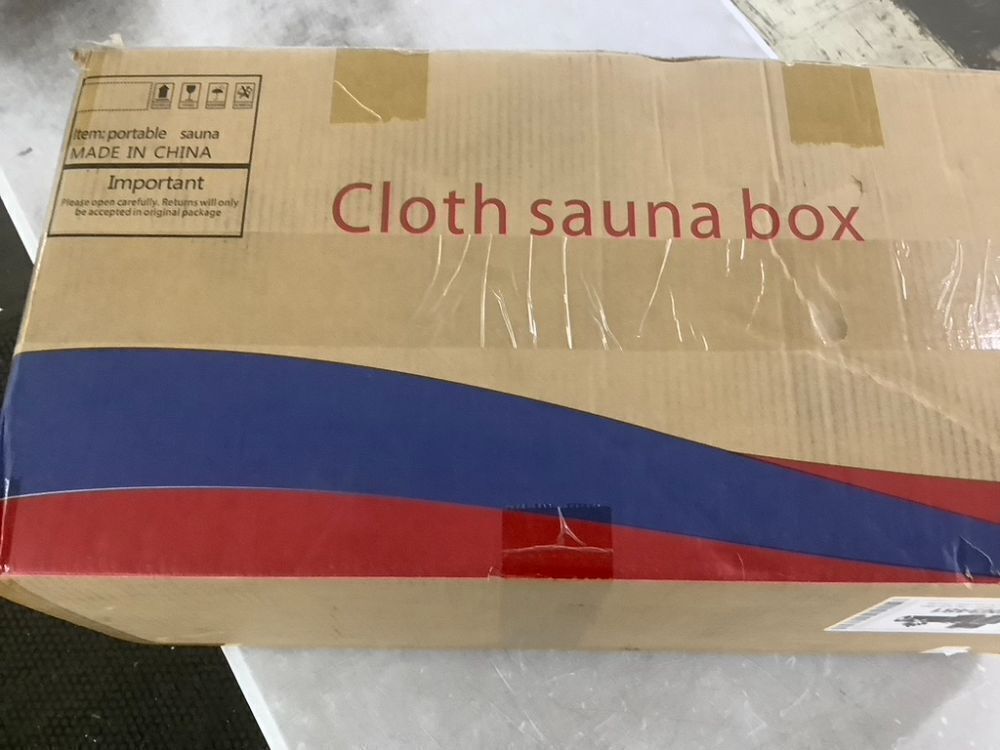 Item: portable sauna
MADE IN CHINA
Important
Please open carefully. Returns will only
be accepted in original package
Cloth sauna box